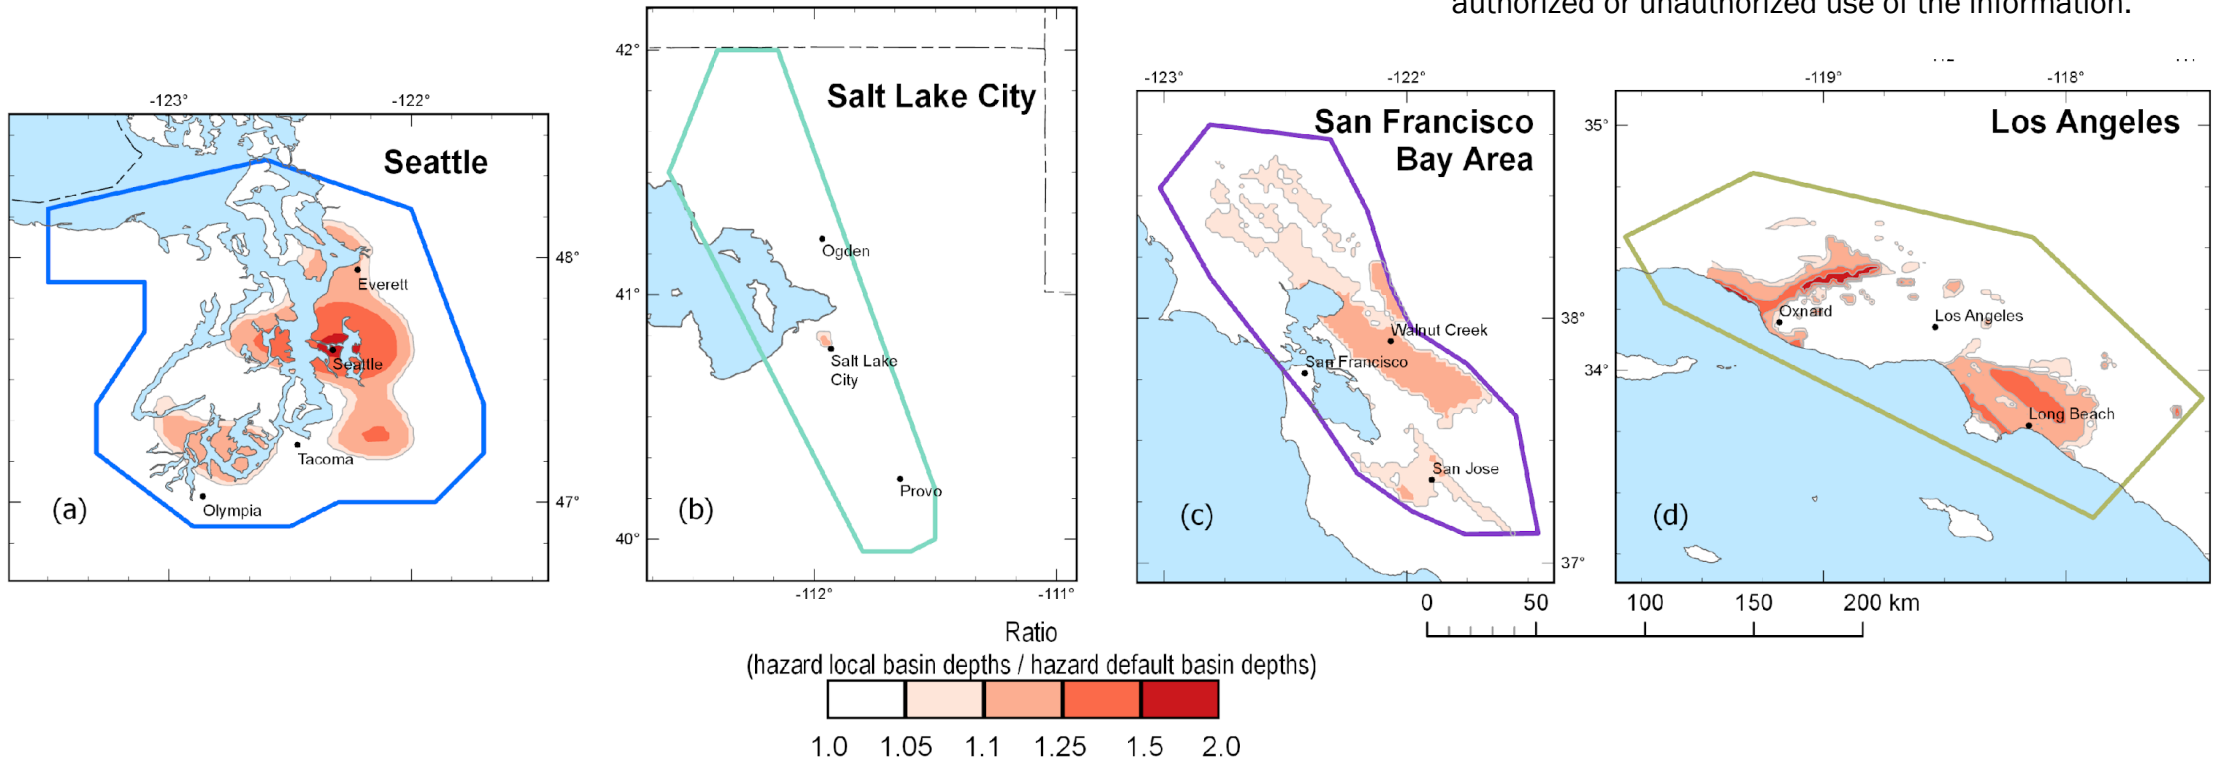 authorized or unauthorized use of the information.
-123°
-122°
Seattle
48°
Everett
Seattle
Tacoma
47°
Olympia
(a)
42°
Salt Lake City
Ogden
41°
Salt Lake
City
Provo
(b)
40°
-112°
-111°
-123°
-122°
San Francisco
Bay Area
38°
Walnut Creek
San Francisco
San Jose
(c)
37°
-119°
-118°
35°
Los Angeles
Oxnard
Los Angeles
34°
Long Beach
(d)
0 50 100 150 200 km
Ratio
(hazard local basin depths / hazard default basin depths)
1.0 1.05 1.1 1.25 1.5 2.0